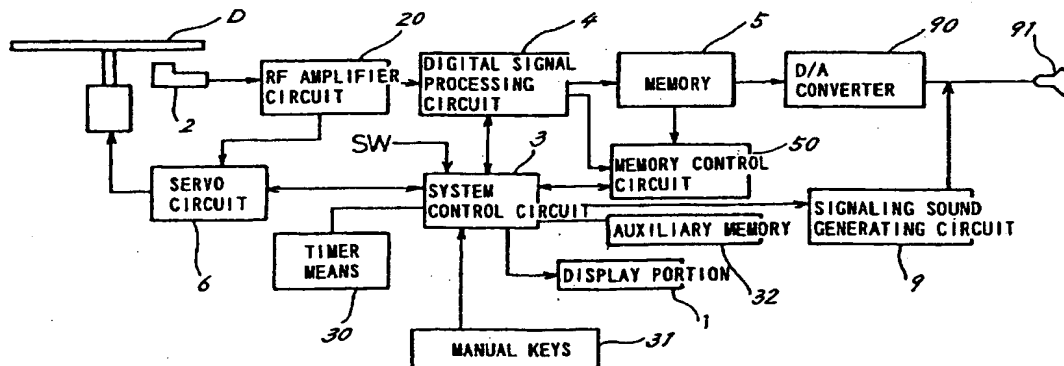 D
20
4
5
90
91
RF AMPLIFIER
CIRCUIT
DIGITAL SIGNAL
PROCESSING
CIRCUIT
MEMORY
D/A
CONVERTER
2
SW
3
50
SERVO
CIRCUIT
SYSTEM
CONTROL CIRCUIT
MEMORY CONTROL
CIRCUIT
SIGNALING SOUND
GENERATING CIRCUIT
AUXILIARY MEMORY
6
TIMER
MEANS
30
DISPLAY PORTION
32
9
1
MANUAL KEYS
31